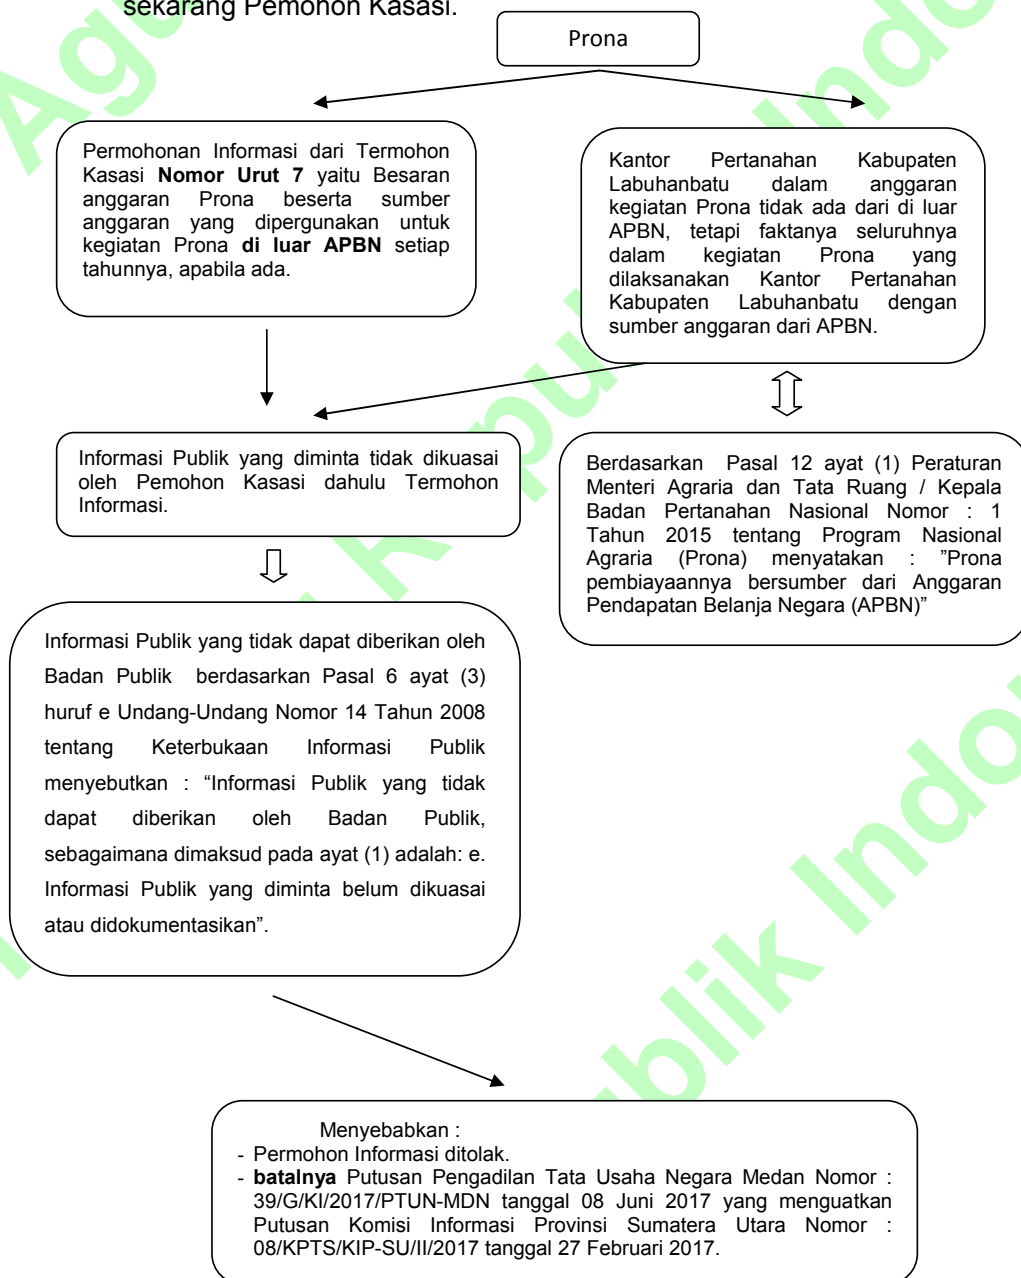 sekarang Pemohon Kasasi.
Prona
Permohonan Informasi dari Termohon
Kasasi Nomor Urut 7 yaitu Besaran
anggaran Prona beserta sumber
anggaran yang dipergunakan untuk
kegiatan Prona di luar APBN setiap
tahunnya, apabila ada.
Kantor Pertanahan Kabupaten
Labuhanbatu dalam anggaran
kegiatan Prona tidak ada dari di luar
APBN, tetapi faktanya seluruhnya
dalam kegiatan Prona yang
dilaksanakan Kantor Pertanahan
Kabupaten Labuhanbatu dengan
sumber anggaran dari APBN.
Informasi Publik yang diminta tidak dikuasai
oleh Pemohon Kasasi dahulu Termohon
Informasi.
Berdasarkan Pasal 12 ayat (1) Peraturan
Menteri Agraria dan Tata Ruang / Kepala
Badan Pertanahan Nasional Nomor : 1
Tahun 2015 tentang Program Nasional
Agraria (Prona) menyatakan : ”Prona
pembiayaannya bersumber dari Anggaran
Pendapatan Belanja Negara (APBN)”
Informasi Publik yang tidak dapat diberikan oleh
Badan Publik berdasarkan Pasal 6 ayat (3)
huruf e Undang-Undang Nomor 14 Tahun 2008
tentang Keterbukaan Informasi Publik
menyebutkan : “Informasi Publik yang tidak
dapat diberikan oleh Badan Publik,
sebagaimana dimaksud pada ayat (1) adalah: e.
Informasi Publik yang diminta belum dikuasai
atau didokumentasikan”.
Menyebabkan :
- Permohon Informasi ditolak.
- batalnya Putusan Pengadilan Tata Usaha Negara Medan Nomor :
39/G/KI/2017/PTUN-MDN tanggal 08 Juni 2017 yang menguatkan
Putusan Komisi Informasi Provinsi Sumatera Utara Nomor :
08/KPTS/KIP-SU/II/2017 tanggal 27 Februari 2017.